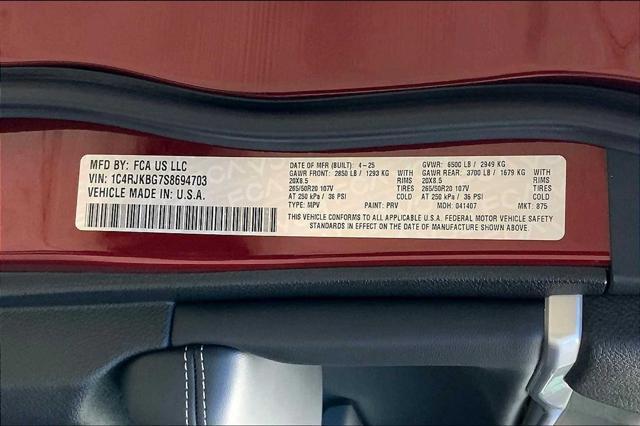 MFD BY: FCA US LLC
VIN: 1C4RJKBG7S8694703
VEHICLE MADE IN: U.S.A.
DATE OF MFR (BUILT): 4-25 GVWR: 6500 LB / 2949 KG
GAWR FRONT: 2850 LB / 1293 KG GAWR REAR: 3700 LB / 1679 KG
20X8.5 RIMS 20X8.5 RIMS
265/50R20 107V TIRES 265/50R20 107V TIRES
AT 250 kPa / 36 PSI COLD AT 250 kPa / 36 PSI COLD
TYPE: MPV PAINT: PRV MDH: 041407 MKT: 875
THIS VEHICLE CONFORMS TO ALL APPLICABLE U.S.A. FEDERAL MOTOR VEHICLE SAFETY
STANDARDS IN EFFECT ON THE DATE OF MANUFACTURE SHOWN ABOVE.